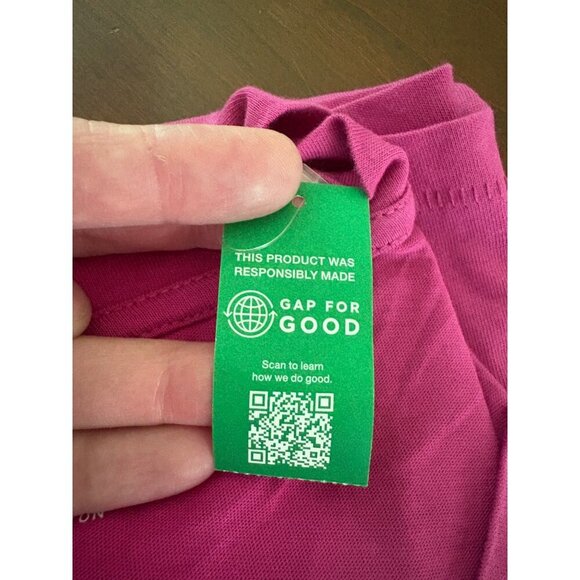 THIS PRODUCT WAS
RESPONSIBLY MADE
GAP FOR
GOOD
Scan to learn
how we do good.